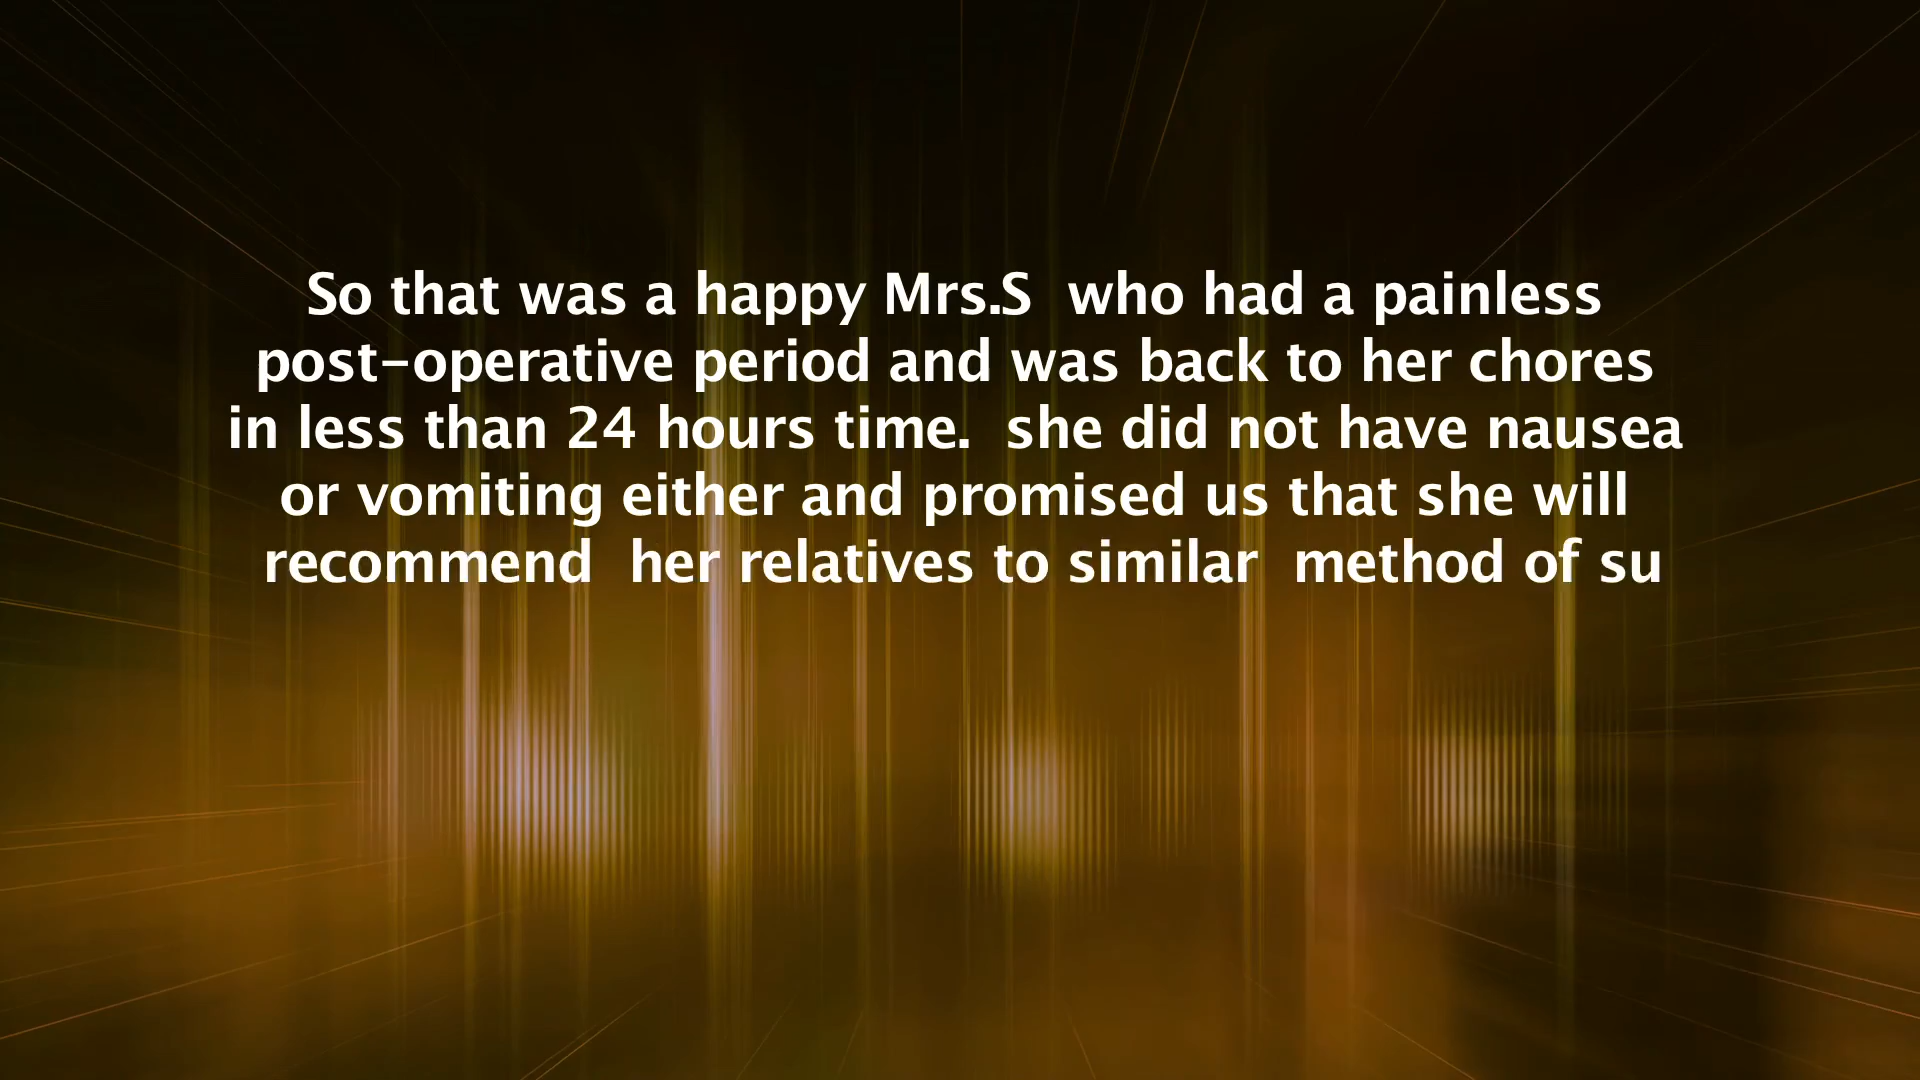 So that was a happy Mrs.S  who had a painless
post-operative period and was back to her chores
in less than 24 hours time.  she did not have nausea
or vomiting either and promised us that she will
recommend  her relatives to similar  method of su